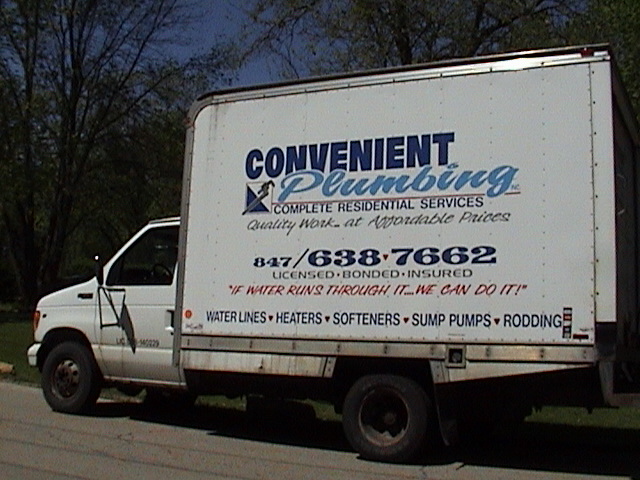 CONVENIENT
Plumbing INC.
COMPLETE RESIDENTIAL SERVICES
Quality Work... at Affordable Prices
847/638·7662
LICENSED · BONDED · INSURED
"IF WATER RUNS THROUGH IT...WE CAN DO IT!"
WATER LINES ♥ HEATERS ♥ SOFTENERS ♥ SUMP PUMPS ♥ RODDING